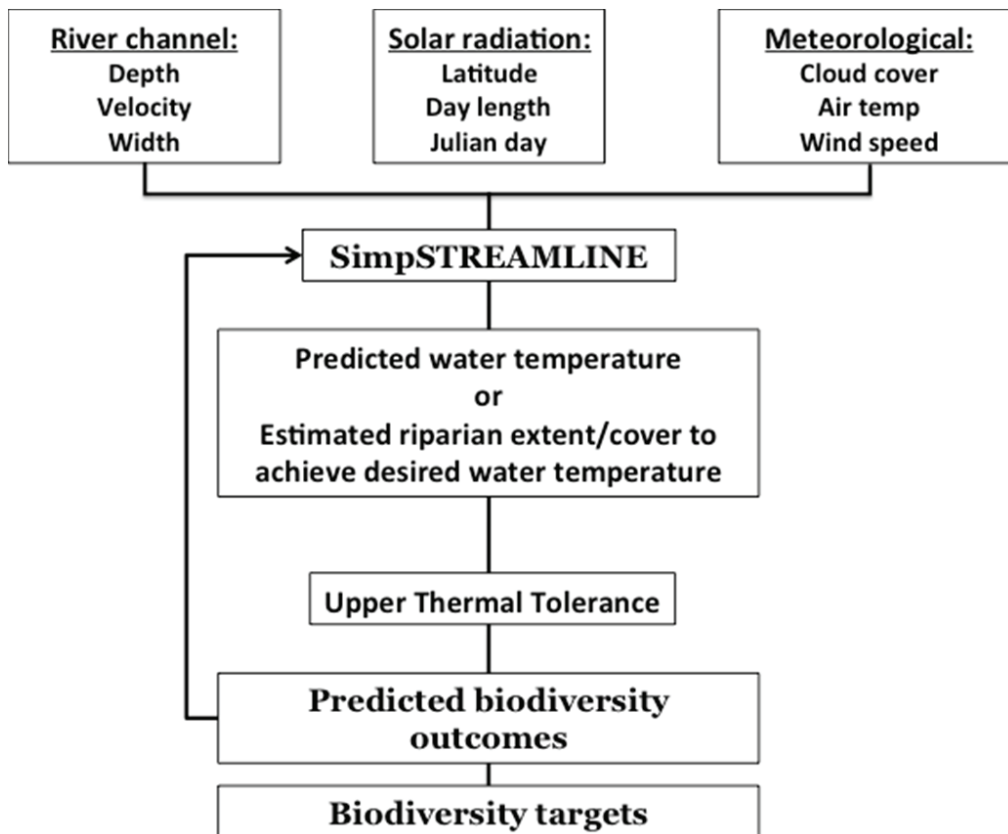 River channel:
Depth
Velocity
Width
Solar radiation:
Latitude
Day length
Julian day
Meteorological:
Cloud cover
Air temp
Wind speed
SimpSTREAMLINE
Predicted water temperature
or
Estimated riparian extent/cover to
achieve desired water temperature
Upper Thermal Tolerance
Predicted biodiversity
outcomes
Biodiversity targets